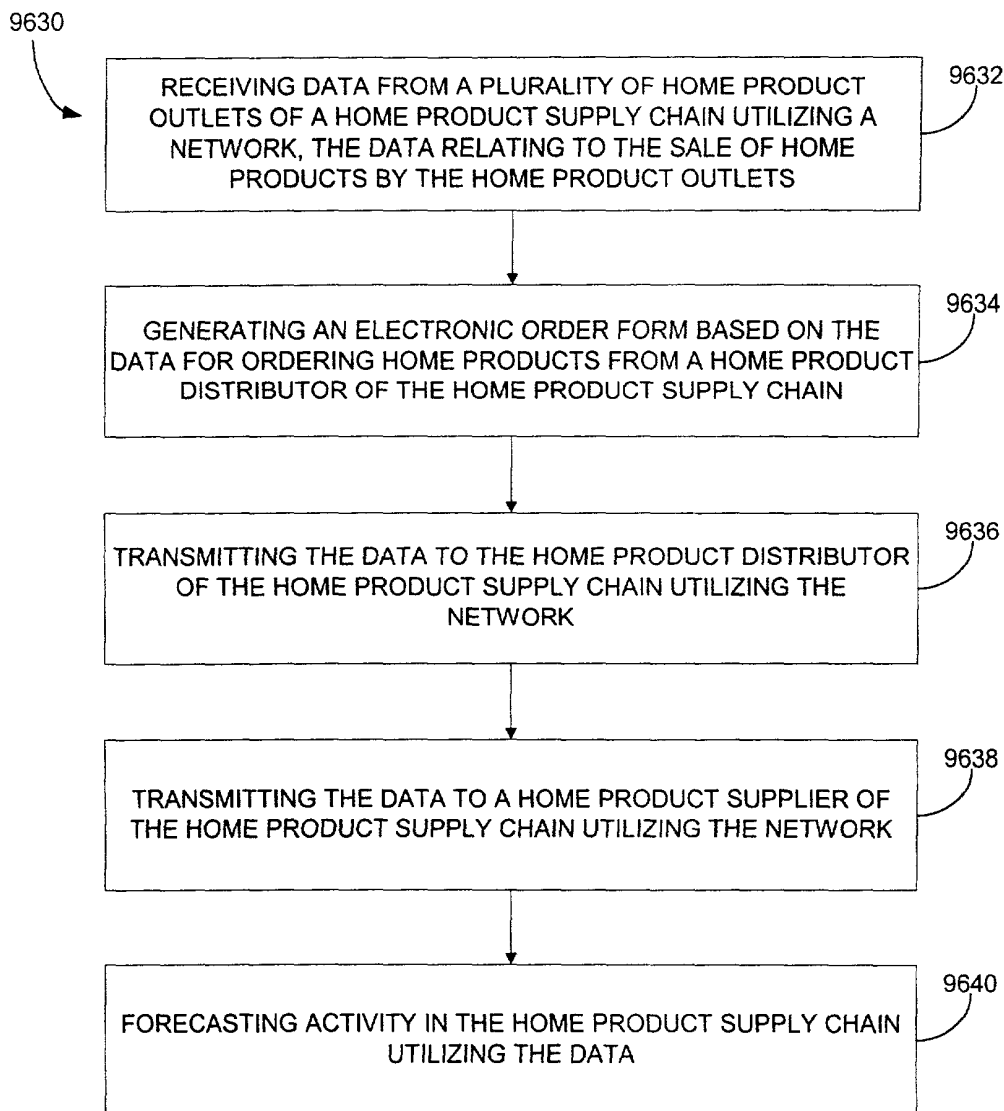 9630
RECEIVING DATA FROM A PLURALITY OF HOME PRODUCT
OUTLETS OF A HOME PRODUCT SUPPLY CHAIN UTILIZING A
NETWORK, THE DATA RELATING TO THE SALE OF HOME
PRODUCTS BY THE HOME PRODUCT OUTLETS
9632
GENERATING AN ELECTRONIC ORDER FORM BASED ON THE
DATA FOR ORDERING HOME PRODUCTS FROM A HOME PRODUCT
DISTRIBUTOR OF THE HOME PRODUCT SUPPLY CHAIN
9634
TRANSMITTING THE DATA TO THE HOME PRODUCT DISTRIBUTOR
OF THE HOME PRODUCT SUPPLY CHAIN UTILIZING THE
NETWORK
9636
TRANSMITTING THE DATA TO A HOME PRODUCT SUPPLIER OF
THE HOME PRODUCT SUPPLY CHAIN UTILIZING THE NETWORK
9638
FORECASTING ACTIVITY IN THE HOME PRODUCT SUPPLY CHAIN
UTILIZING THE DATA
9640